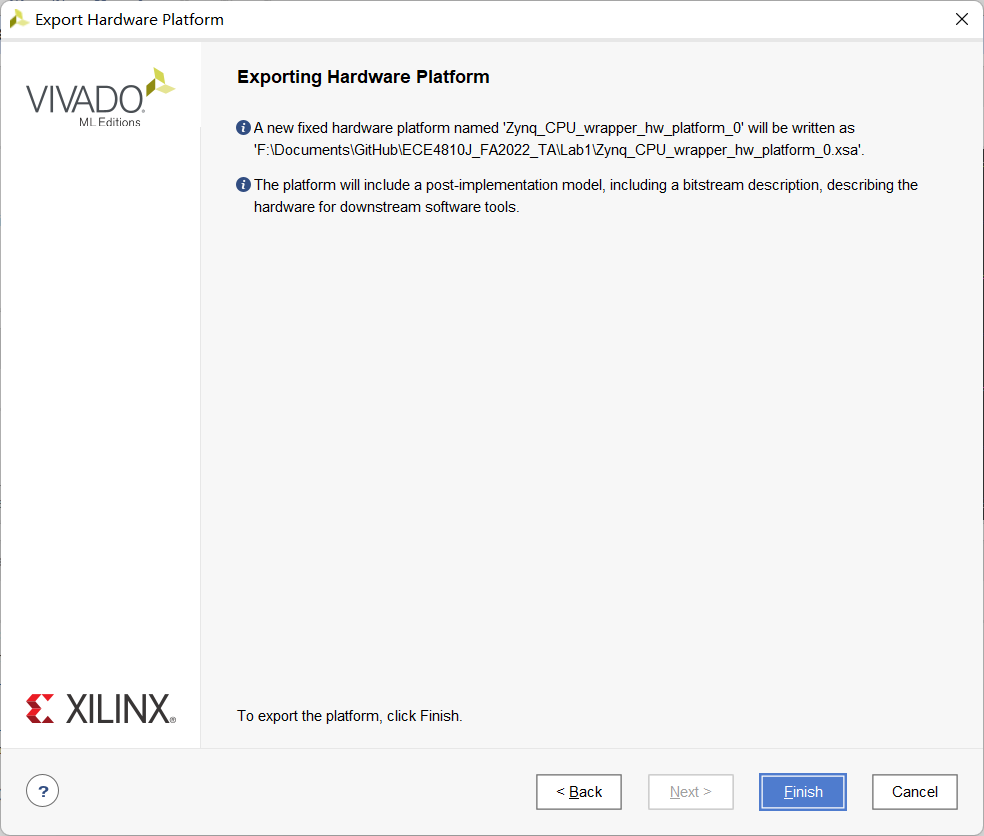 Export Hardware Platform
VIVADO
ML Editions
Exporting Hardware Platform
A new fixed hardware platform named 'Zynq_CPU_wrapper_hw_platform_0' will be written as
'F:\Documents\GitHub\ECE4810J_FA2022_TA\Lab1\Zynq_CPU_wrapper_hw_platform_0.xsa'.
The platform will include a post-implementation model, including a bitstream description, describing the
hardware for downstream software tools.
XILINX®
To export the platform, click Finish.
?
< Back
Next >
Finish
Cancel